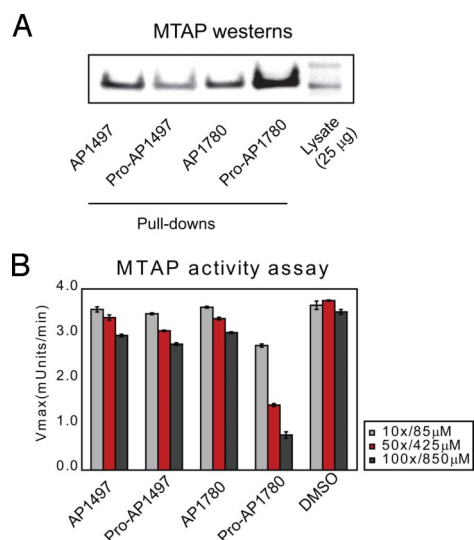 A
MTAP westerns
AP1497
Pro-AP1497
AP1780
Pro-AP1780
Lysate
(25 μg)
Pull-downs
B
MTAP activity assay
Vmax(mUnits/min)
4.0
3.0
2.0
1.0
0.0
10x/85μM
50x/425μM
100x/850μM
AP1497
Pro-AP1497
AP1780
Pro-AP1780
DMSO